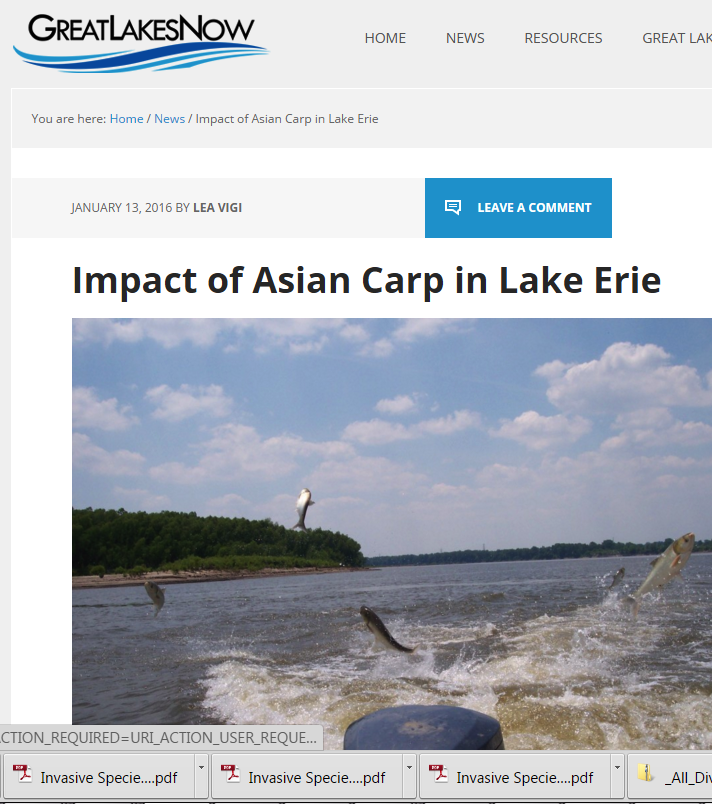 GREATLAKESNOW
HOME NEWS RESOURCES GREAT LAK
You are here: Home / News / Impact of Asian Carp in Lake Erie
JANUARY 13, 2016 BY LEA VIGI
LEAVE A COMMENT
Impact of Asian Carp in Lake Erie
ACTION_REQUIRED=URI_ACTION_USER_REQUE...
Invasive Specie....pdf
Invasive Specie....pdf
Invasive Specie....pdf
_All_Div